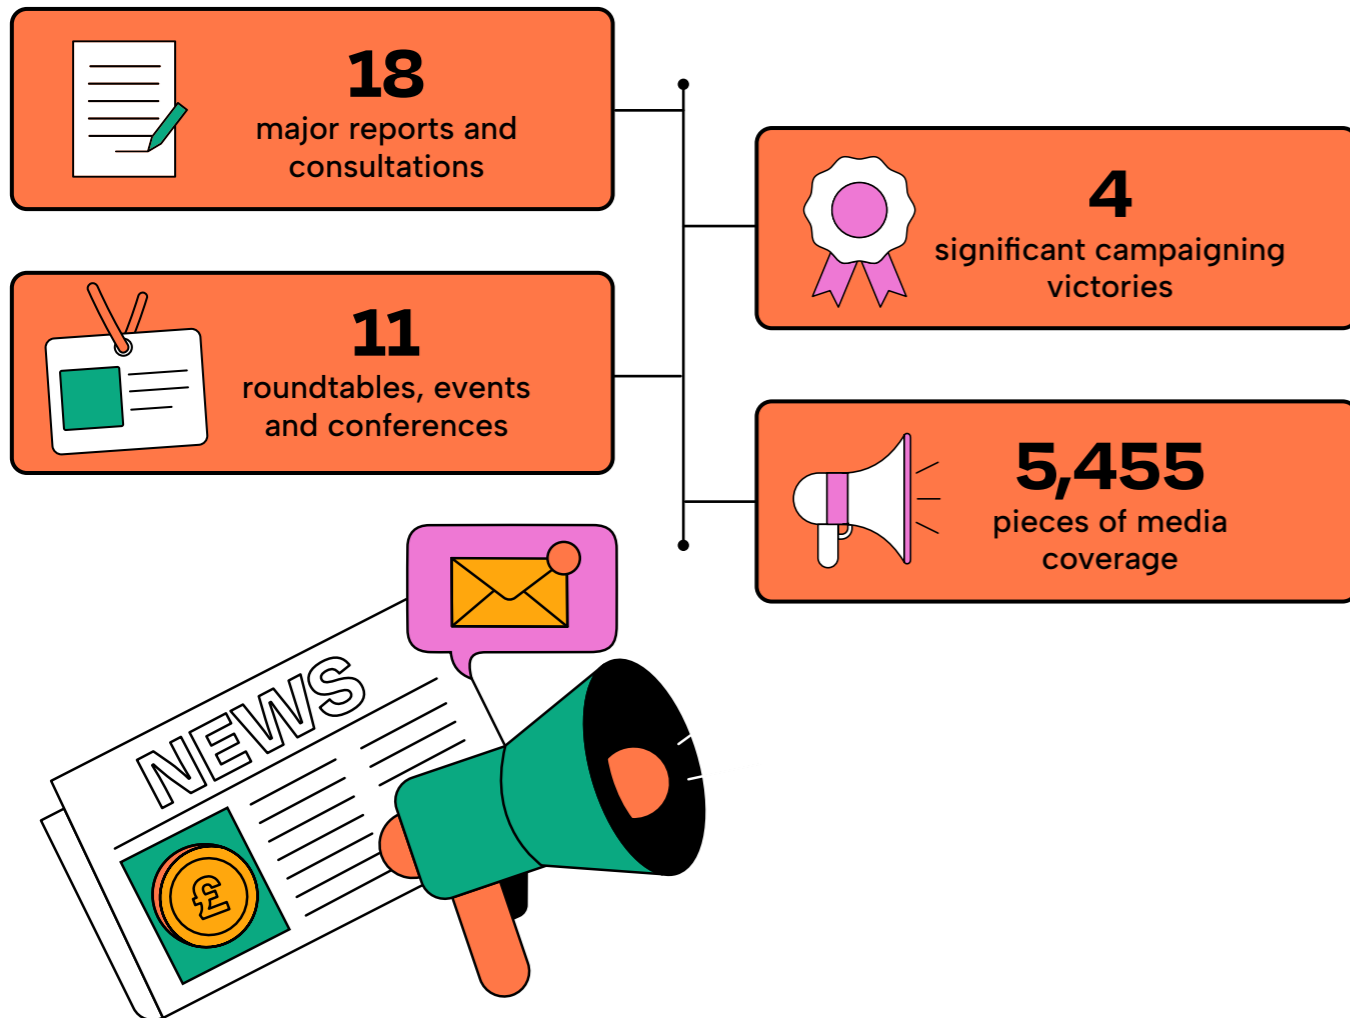 18
major reports and
consultations
4
significant campaigning
victories
11
roundtables, events
and conferences
5,455
pieces of media
coverage
NEWS
£